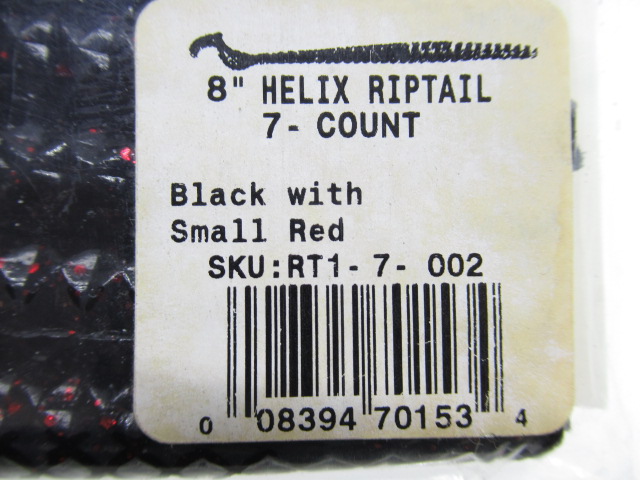 8" HELIX RIPTAIL
7- COUNT
Black with
Small Red
SKU:RT1-7-002
0 08394 70153 4